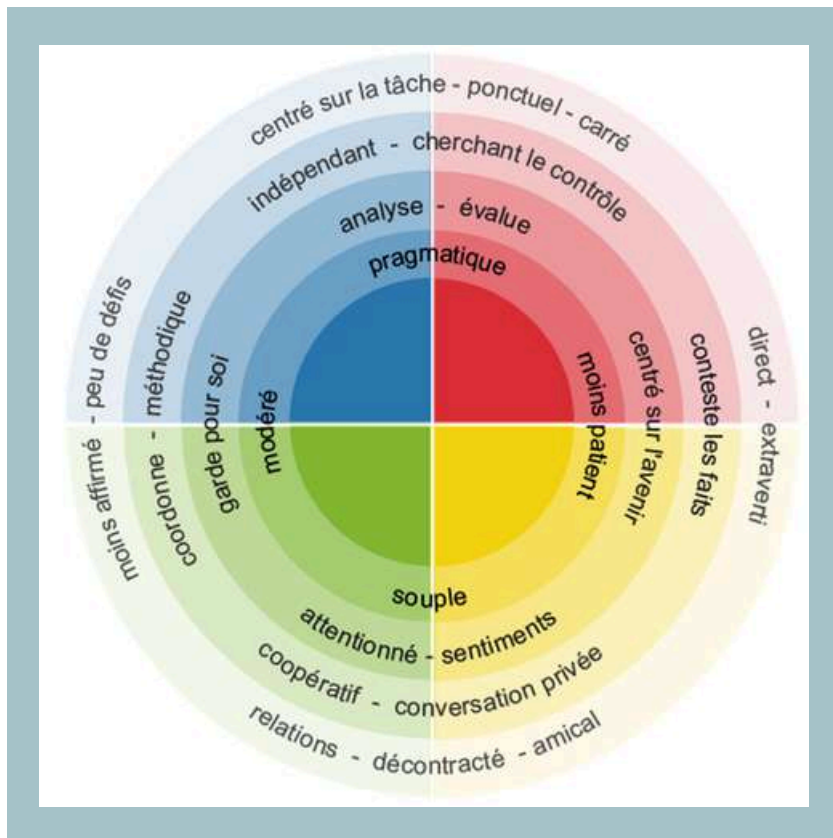 centré sur la tâche - ponctuel - carré
indépendant - cherchant le contrôle
analyse - évalue
pragmatique
direct - extraverti
conteste les faits
centré sur l'avenir
moins patient
moins affirmé - peu de défis
coordonne - méthodique
garde pour soi
modéré
souple
attentionné - sentiments
coopératif - conversation privée
relations - décontracté - amical